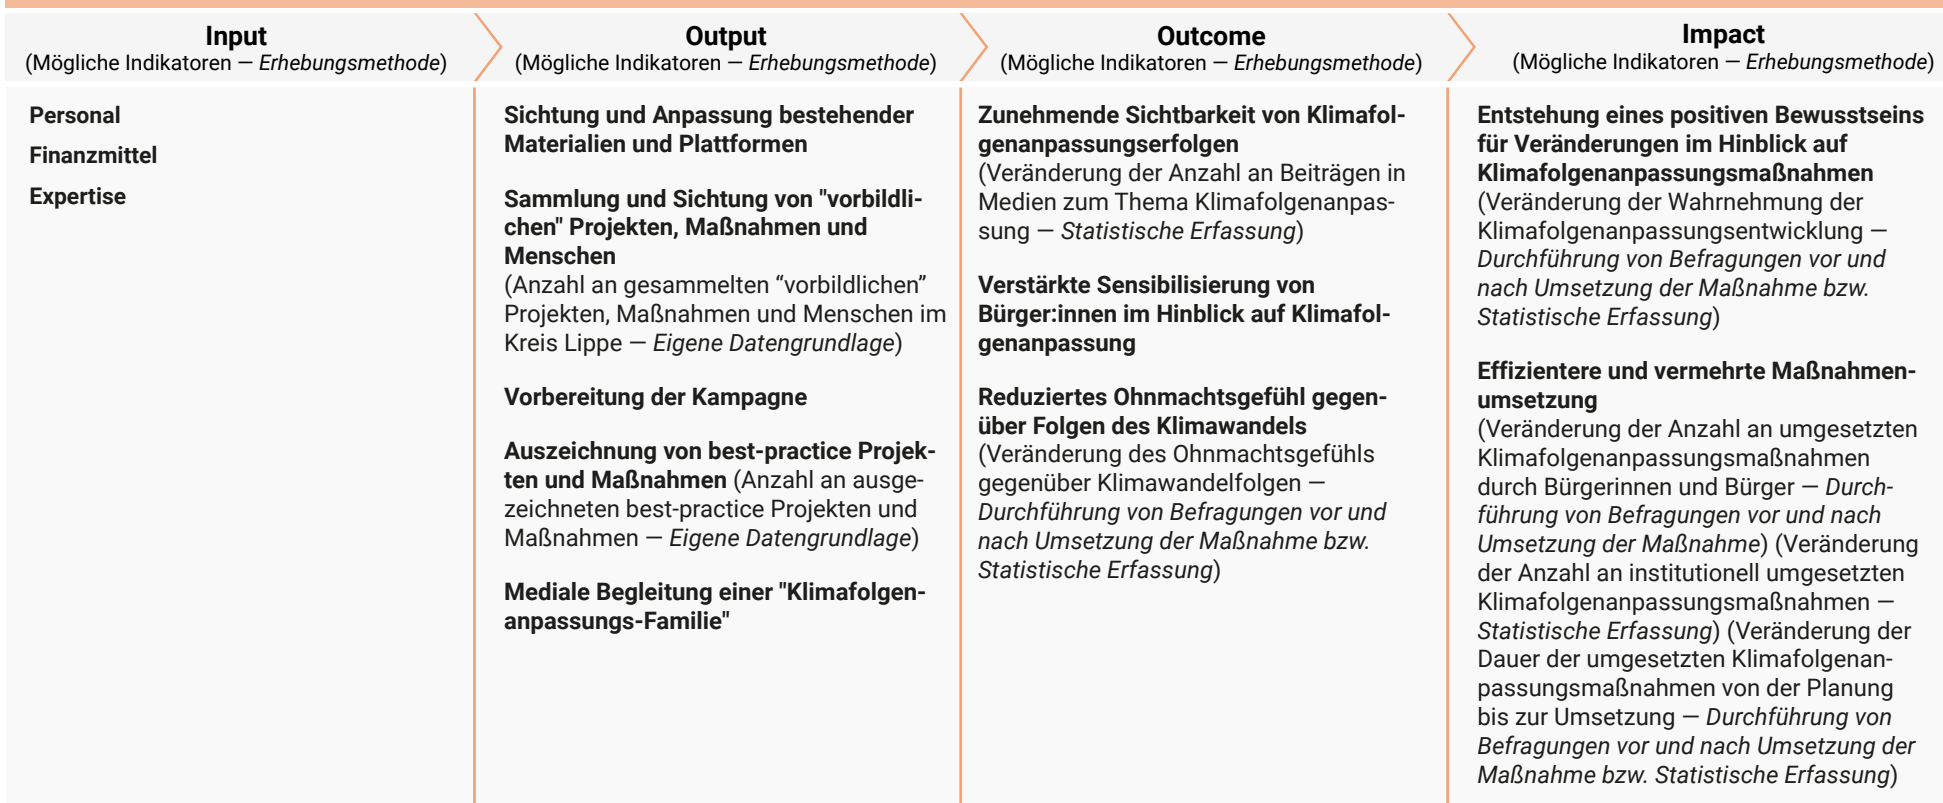 Input
(Mögliche Indikatoren — Erhebungsmethode)
Output
(Mögliche Indikatoren — Erhebungsmethode)
Outcome
(Mögliche Indikatoren — Erhebungsmethode)
Impact
(Mögliche Indikatoren — Erhebungsmethode)
Personal
Finanzmittel
Expertise
Sichtung und Anpassung bestehender
Materialien und Plattformen
Sammlung und Sichtung von "vorbildli-
chen" Projekten, Maßnahmen und
Menschen
(Anzahl an gesammelten “vorbildlichen”
Projekten, Maßnahmen und Menschen im
Kreis Lippe — Eigene Datengrundlage)
Vorbereitung der Kampagne
Auszeichnung von best-practice Projek-
ten und Maßnahmen (Anzahl an ausge-
zeichneten best-practice Projekten und
Maßnahmen — Eigene Datengrundlage)
Mediale Begleitung einer "Klimafolgen-
anpassungs-Familie"
Zunehmende Sichtbarkeit von Klimafol-
genanpassungserfolgen
(Veränderung der Anzahl an Beiträgen in
Medien zum Thema Klimafolgenanpas-
sung — Statistische Erfassung)
Verstärkte Sensibilisierung von
Bürger:innen im Hinblick auf Klimafol-
genanpassung
Reduziertes Ohnmachtsgefühl gegen-
über Folgen des Klimawandels
(Veränderung des Ohnmachtsgefühls
gegenüber Klimawandelfolgen —
Durchführung von Befragungen vor und
nach Umsetzung der Maßnahme bzw.
Statistische Erfassung)
Entstehung eines positiven Bewusstseins
für Veränderungen im Hinblick auf
Klimafolgenanpassungsmaßnahmen
(Veränderung der Wahrnehmung der
Klimafolgenanpassungsentwicklung —
Durchführung von Befragungen vor und
nach Umsetzung der Maßnahme bzw.
Statistische Erfassung)
Effizientere und vermehrte Maßnahmen-
umsetzung
(Veränderung der Anzahl an umgesetzten
Klimafolgenanpassungsmaßnahmen
durch Bürgerinnen und Bürger — Durch-
führung von Befragungen vor und nach
Umsetzung der Maßnahme) (Veränderung
der Anzahl an institutionell umgesetzten
Klimafolgenanpassungsmaßnahmen —
Statistische Erfassung) (Veränderung der
Dauer der umgesetzten Klimafolgenan-
passungsmaßnahmen von der Planung
bis zur Umsetzung — Durchführung von
Befragungen vor und nach Umsetzung der
Maßnahme bzw. Statistische Erfassung)